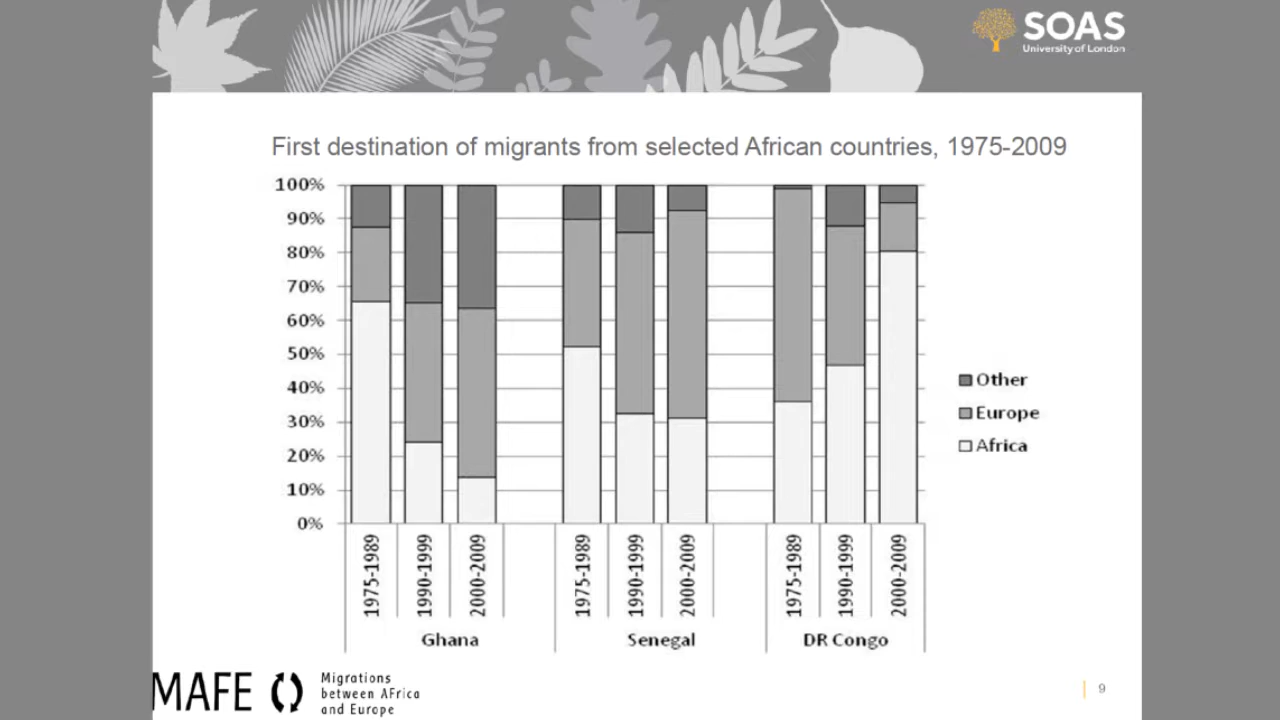 SOAS
University of London
First destination of migrants from selected African countries, 1975-2009
100%
90%
80%
70%
60%
50%
40%
30%
20%
10%
0%
Other
Europe
Africa
1975-1989
1990-1999
2000-2009
1975-1989
1990-1999
2000-2009
1975-1989
1990-1999
2000-2009
Ghana
Senegal
DR Congo
MAFE
Migrations
between AFrica
and Europe
9